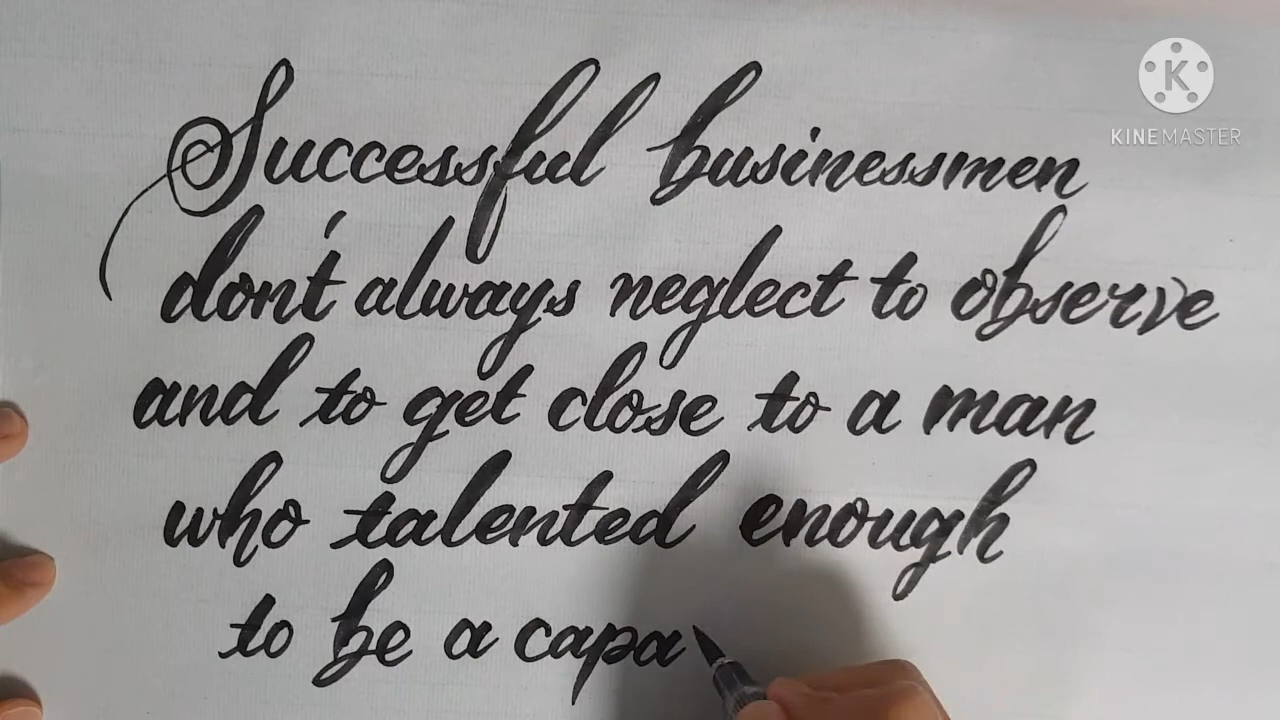 Successful businessmen
don't always neglect to observe
and to get close to a man
who talented enough
to be a capa
K
KINEMASTER